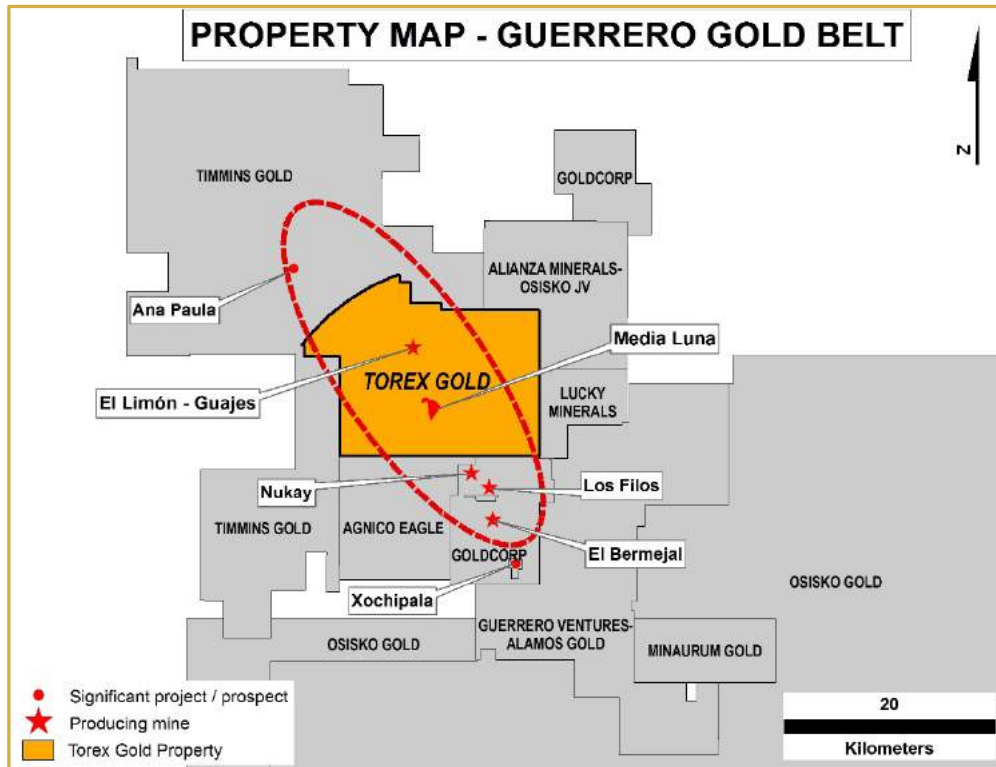 PROPERTY MAP - GUERRERO GOLD BELT
N
TIMMINS GOLD
GOLDCORP
ALIANZA MINERALS-
OSISKO JV
Ana Paula
Media Luna
TOREX GOLD
El Limón - Guajes
LUCKY
MINERALS
Nukay
Los Filos
TIMMINS GOLD
AGNICO EAGLE
GOLDCORP
El Bermejal
Xochipala
OSISKO GOLD
GUERRERO VENTURES-
ALAMOS GOLD
OSISKO GOLD
MINAURUM GOLD
Significant project / prospect
Producing mine
Torex Gold Property
20
Kilometers